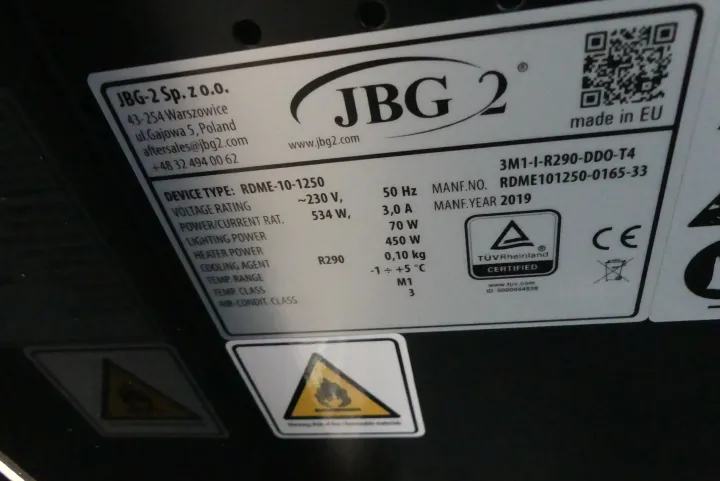 JBG-2 Sp. z o.o.
43-254 Warszowice
ul.Gajowa 5, Poland
aftersales@jbg2.com
+48 32 494 00 62
JBG 2®
www.jbg2.com
made in EU
DEVICE TYPE: RDME-10-1250
VOLTAGE RATING ~230 V, 50 Hz
POWER/CURRENT RAT. 534 W, 3,0 A
LIGHTING POWER 70 W
HEATER POWER 450 W
COOLING AGENT R290 0,10 kg
TEMP. RANGE -1 ÷ +5 °C
TEMP. CLASS M1
AIR-CONDIT. CLASS 3
3M1-I-R290-DDO-T4
MANF.NO. RDME101250-0165-33
MANF.YEAR 2019
TÜVRheinland
CERTIFIED
www.tuv.com
CE